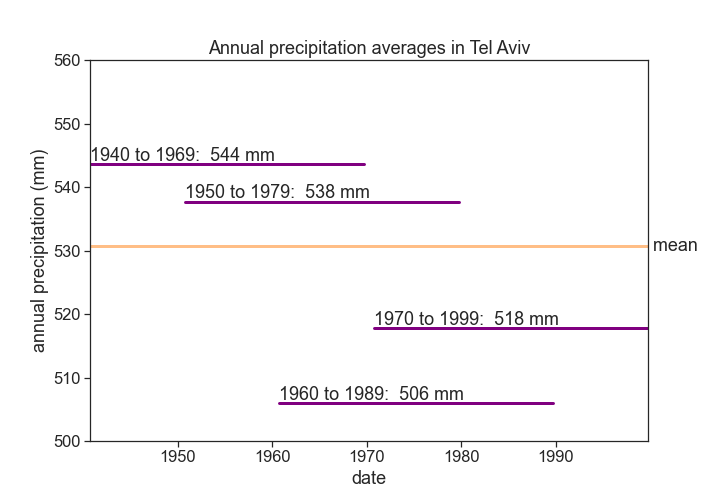 Annual precipitation averages in Tel Aviv
560
550
540
530
520
510
500
annual precipitation (mm)
1940 to 1969:  544 mm
1950 to 1979:  538 mm
mean
1970 to 1999:  518 mm
1960 to 1989:  506 mm
1950
1960
1970
1980
1990
date